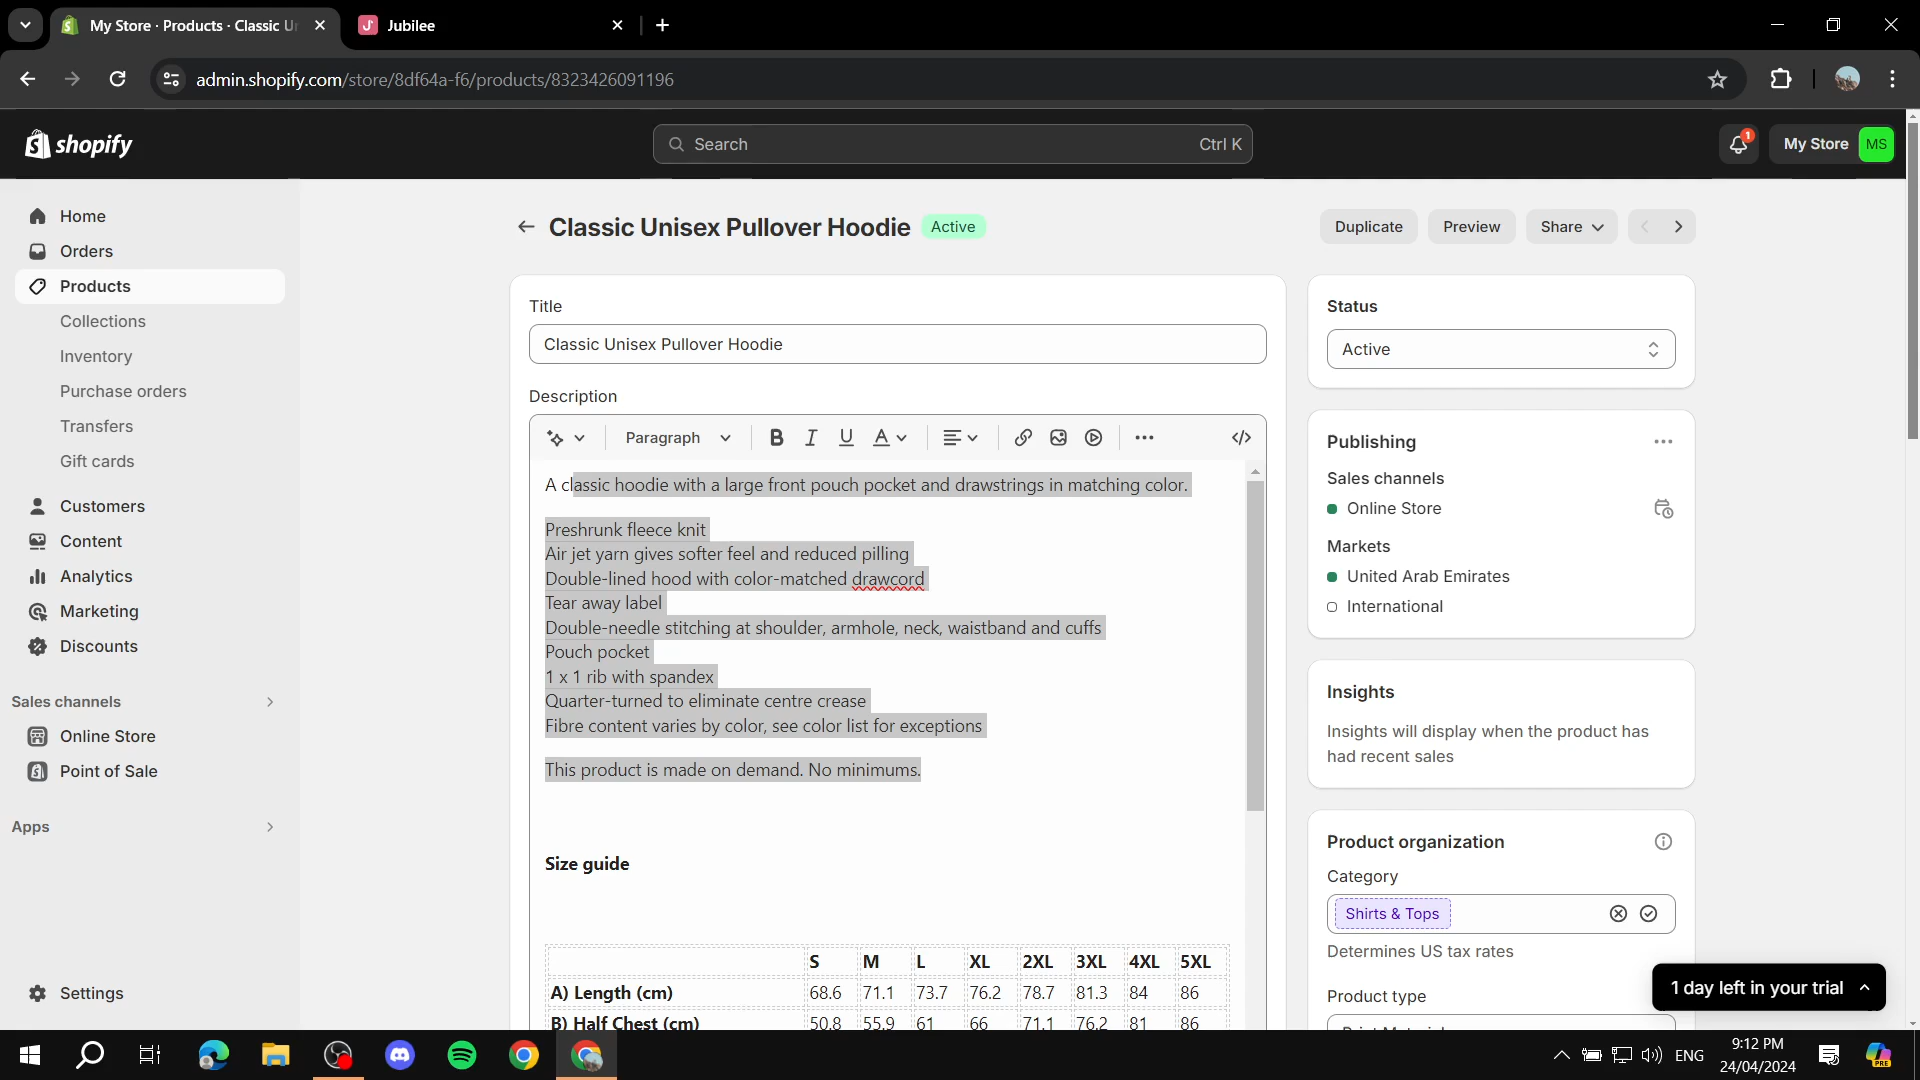 My Store · Products · Classic Un
Jubilee
admin.shopify.com/store/8df64a-f6/products/8323426091196
shopify
Search
Ctrl K
1
My Store
MS
Home
Orders
Products
Collections
Inventory
Purchase orders
Transfers
Gift cards
Customers
Content
Analytics
Marketing
Discounts
Sales channels
Online Store
Point of Sale
Apps
Settings
Classic Unisex Pullover Hoodie
Active
Duplicate
Preview
Share
Title
Classic Unisex Pullover Hoodie
Description
Paragraph
A classic hoodie with a large front pouch pocket and drawstrings in matching color.
Preshrunk fleece knit
Air jet yarn gives softer feel and reduced pilling
Double-lined hood with color-matched drawcord
Tear away label
Double-needle stitching at shoulder, armhole, neck, waistband and cuffs
Pouch pocket
1 x 1 rib with spandex
Quarter-turned to eliminate centre crease
Fibre content varies by color, see color list for exceptions
This product is made on demand. No minimums.
Size guide
S M L XL 2XL 3XL 4XL 5XL
A) Length (cm) 68.6 71.1 73.7 76.2 78.7 81.3 84 86
B) Half Chest (cm) 50.8 55.9 61 66 71.1 76.2 81 86
Status
Active
Publishing
Sales channels
Online Store
Markets
United Arab Emirates
International
Insights
Insights will display when the product has
had recent sales
Product organization
Category
Shirts & Tops
Determines US tax rates
Product type
1 day left in your trial
ENG
9:12 PM
24/04/2024
PRE